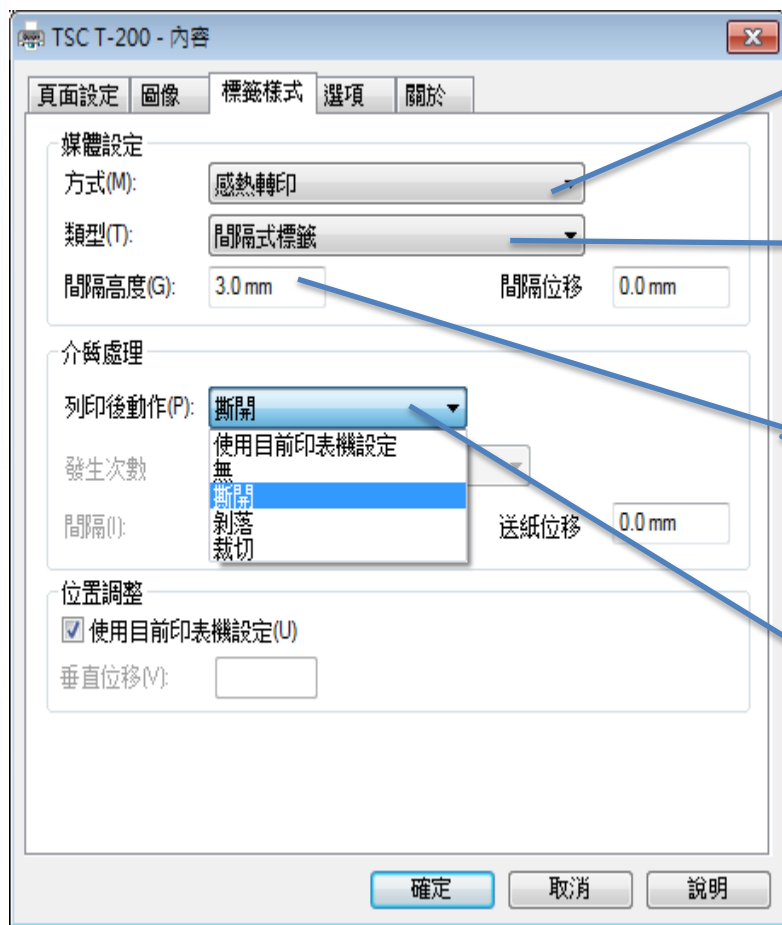 TSC T-200 - 內容
頁面設定 圖像 標籤樣式 選項 關於
媒體設定
方式(M): 感熱轉印
類型(T): 間隔式標籤
間隔高度(G): 3.0 mm 間隔位移 0.0 mm
介質處理
列印後動作(P): 撕開
使用目前印表機設定
發生次數 無
撕開
間隔(I): 剝落 送紙位移 0.0 mm
裁切
位置調整
使用目前印表機設定(U)
垂直位移(V):
確定 取消 說明